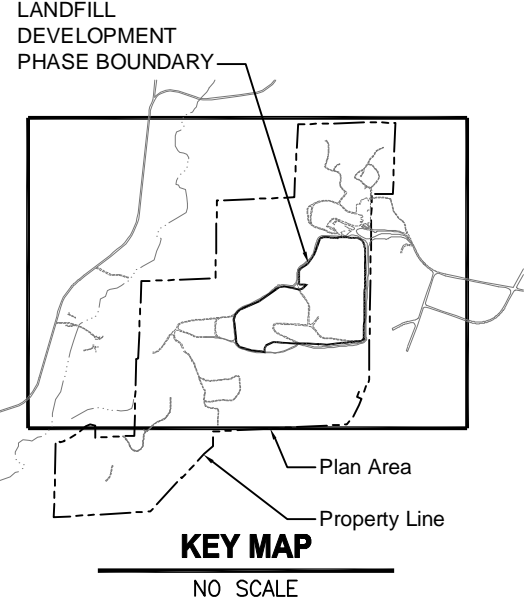 LANDFILL
DEVELOPMENT
PHASE BOUNDARY
Plan Area
Property Line
KEY MAP
NO SCALE